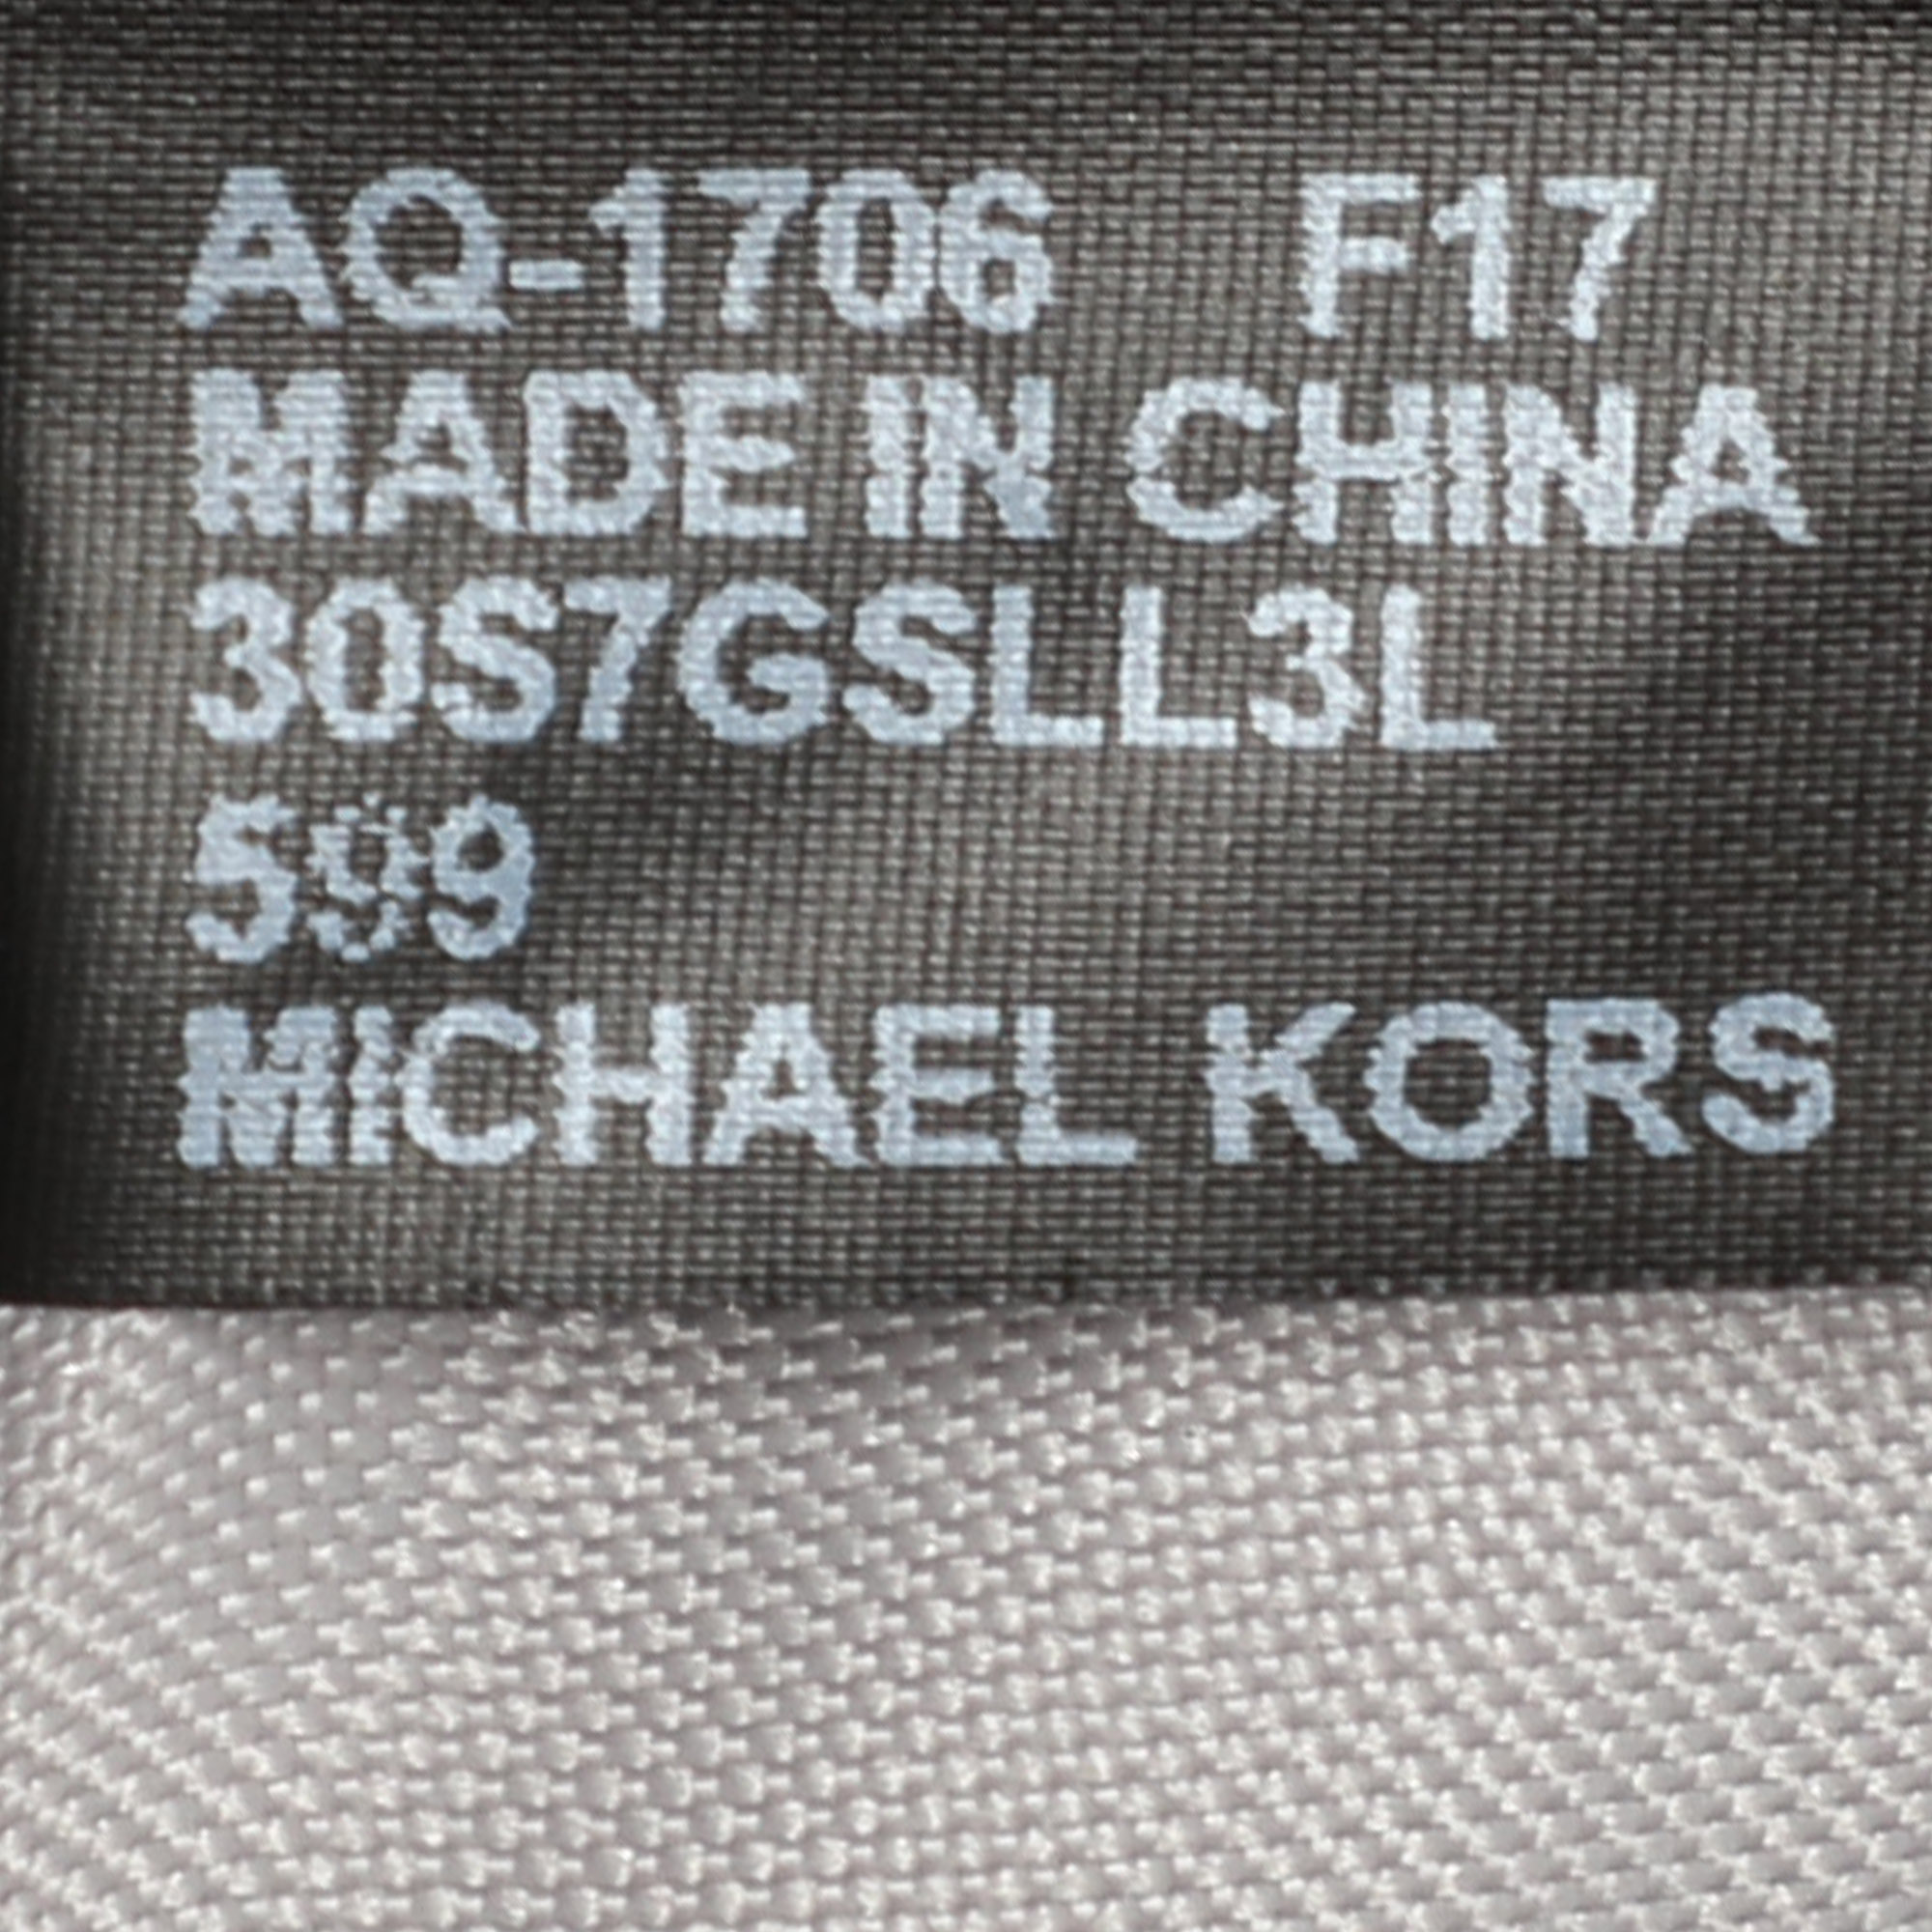 AQ-1706 F17
MADE IN CHINA
30S7GSLL3L
599
MICHAEL KORS